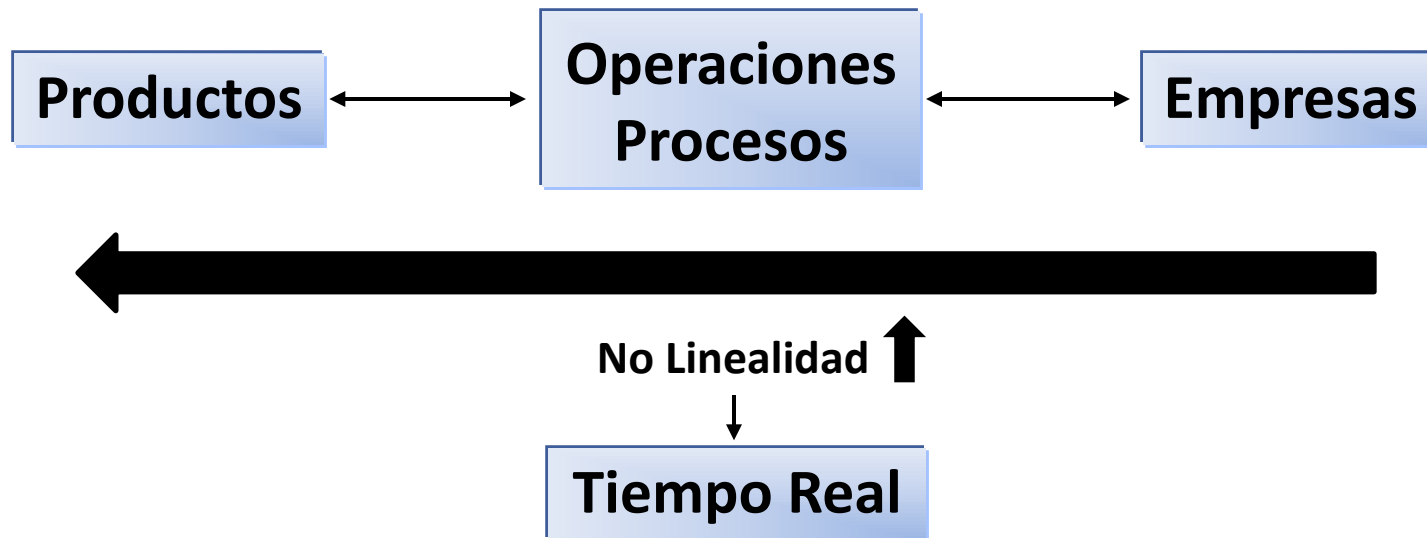 Productos
Operaciones
Procesos
Empresas
No Linealidad
Tiempo Real